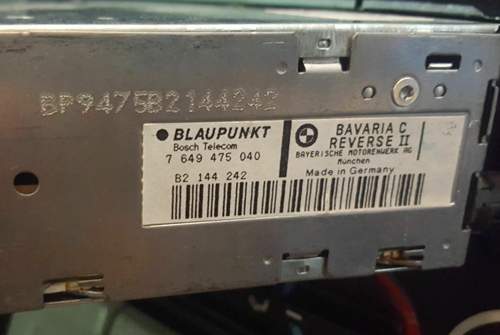 BP9475B2144242
BLAUPUNKT
Bosch Telecom
7 649 475 040
B2 144 242
BAVARIA C
REVERSE II
BAYERISCHE MOTORENWERK AG
München
Made in Germany